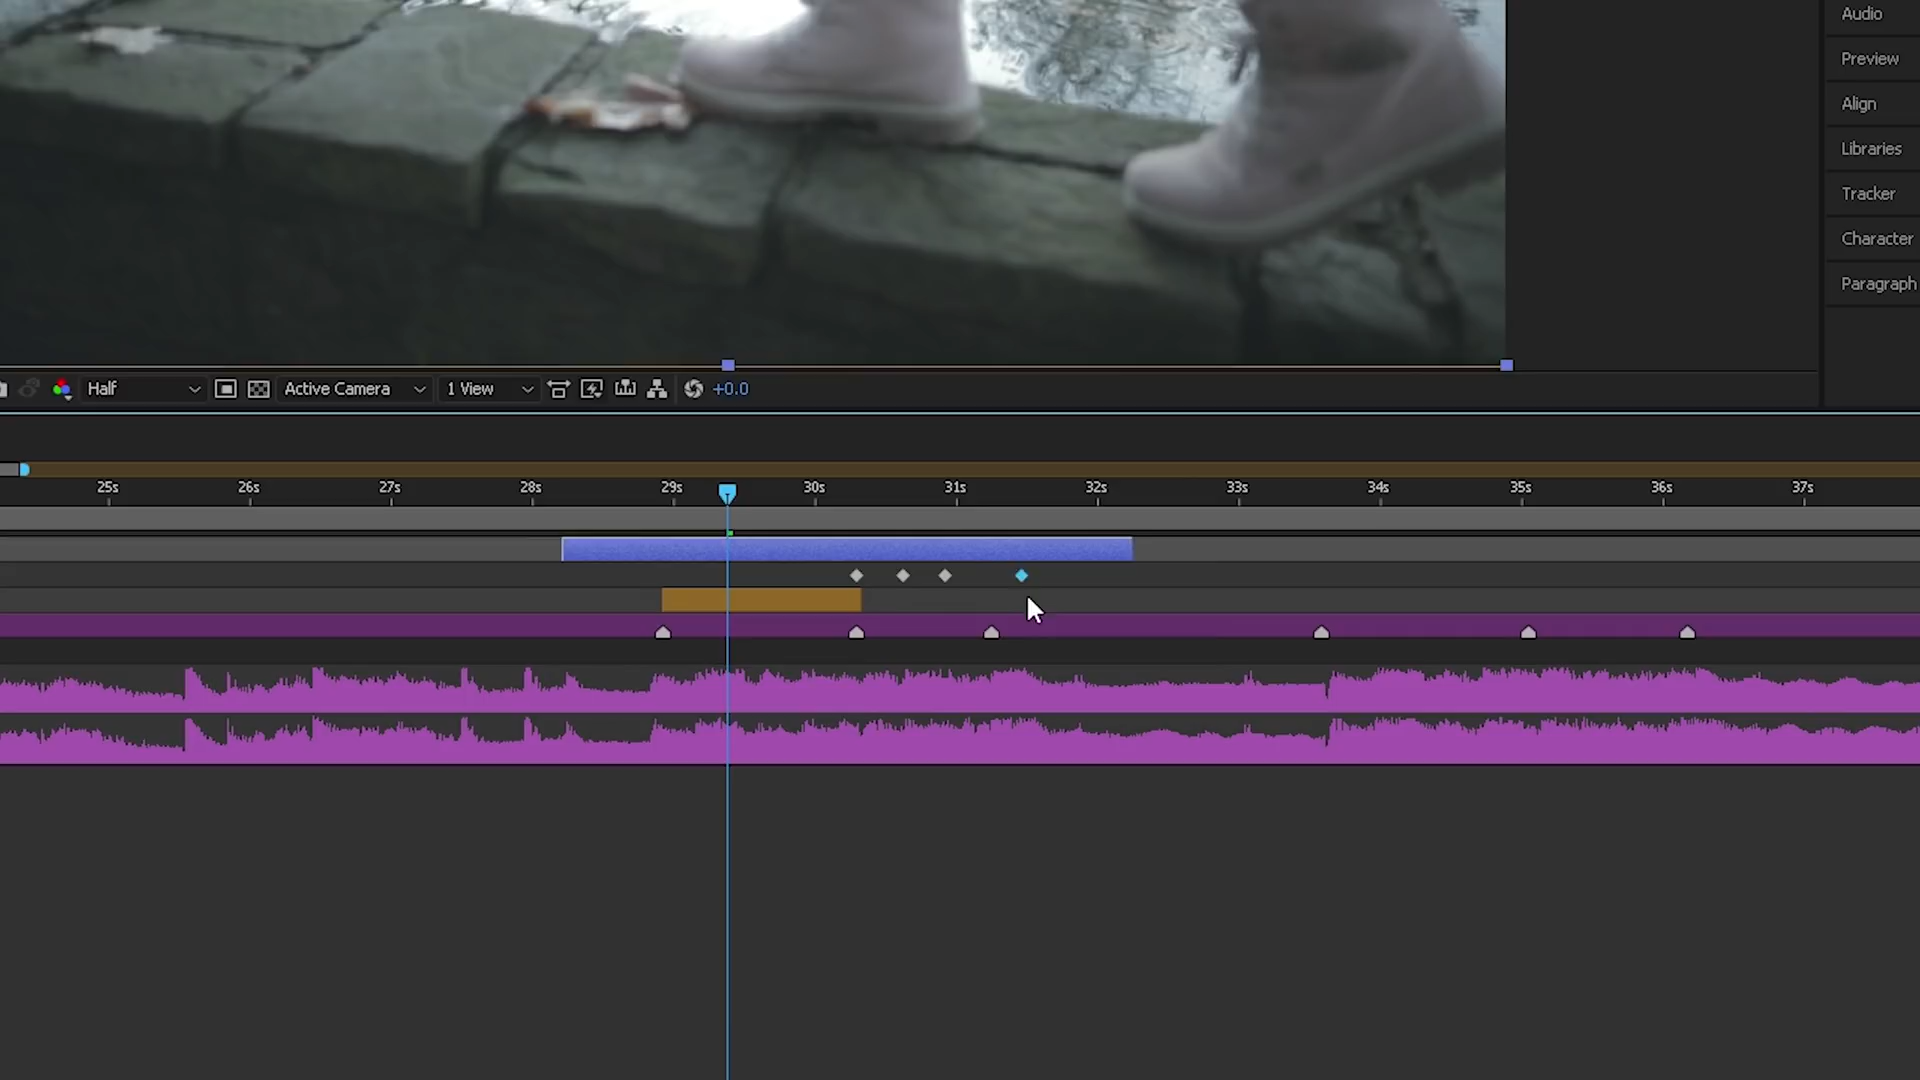 Audio
Preview
Align
Libraries
Tracker
Character
Paragraph
Half
Active Camera
1 View
+0.0
25s 26s 27s 28s 29s 30s 31s 32s 33s 34s 35s 36s 37s